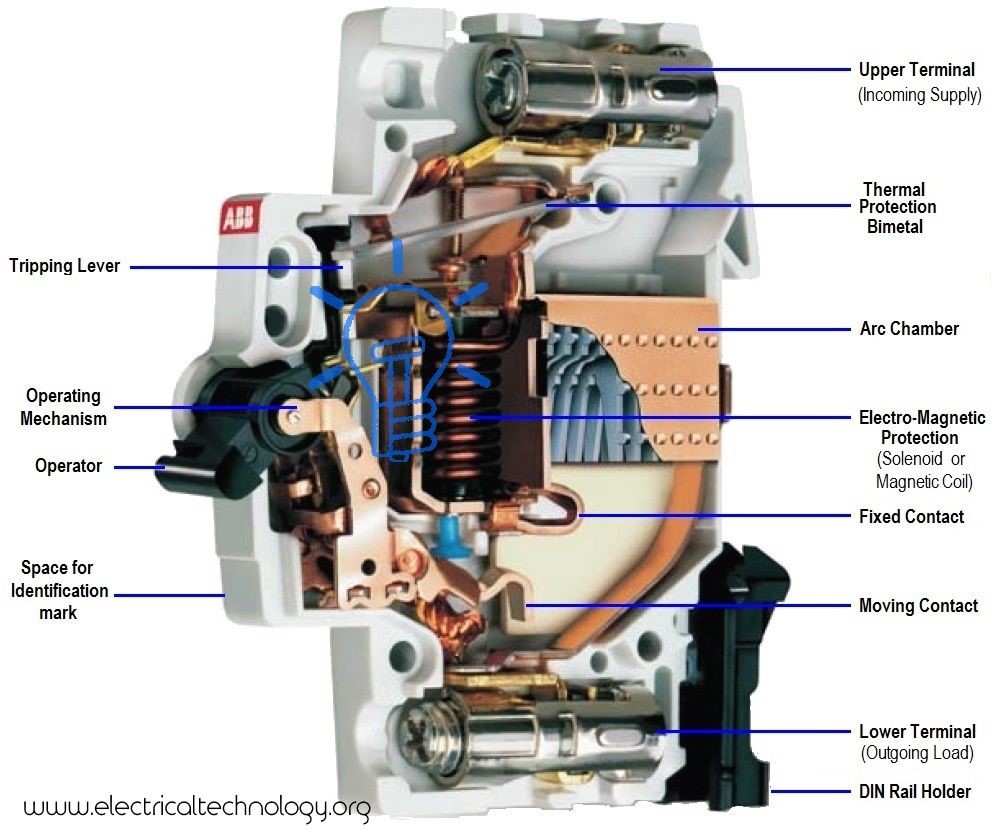 ABB
Upper Terminal
(Incoming Supply)
Thermal
Protection
Bimetal
Tripping Lever
Arc Chamber
Operating
Mechanism
Operator
Electro-Magnetic
Protection
(Solenoid or
Magnetic Coil)
Fixed Contact
Space for
Identification
mark
Moving Contact
Lower Terminal
(Outgoing Load)
DIN Rail Holder
www.electricaltechnology.org